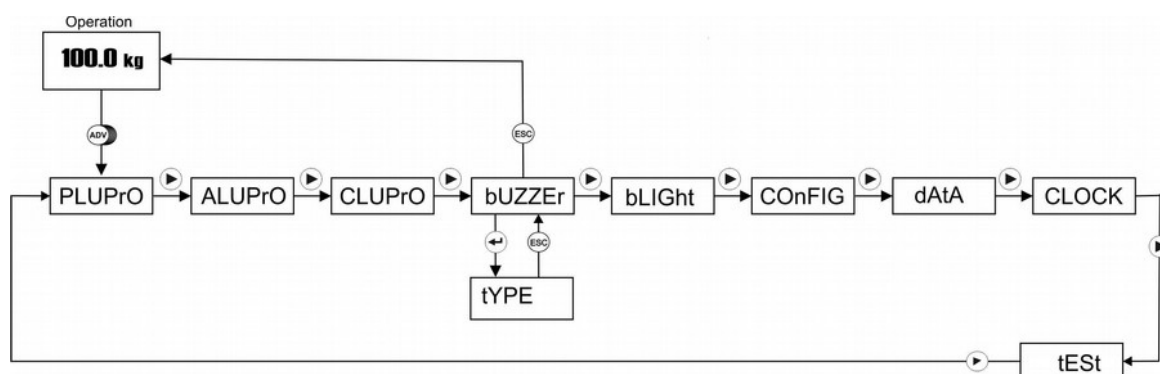 Operation
100.0 kg
ADV
ESC
PLUPrO ALUPrO CLUPrO bUZZEr bLIGht COnFIG dAtA CLOCK
ESC
tYPE
tESt